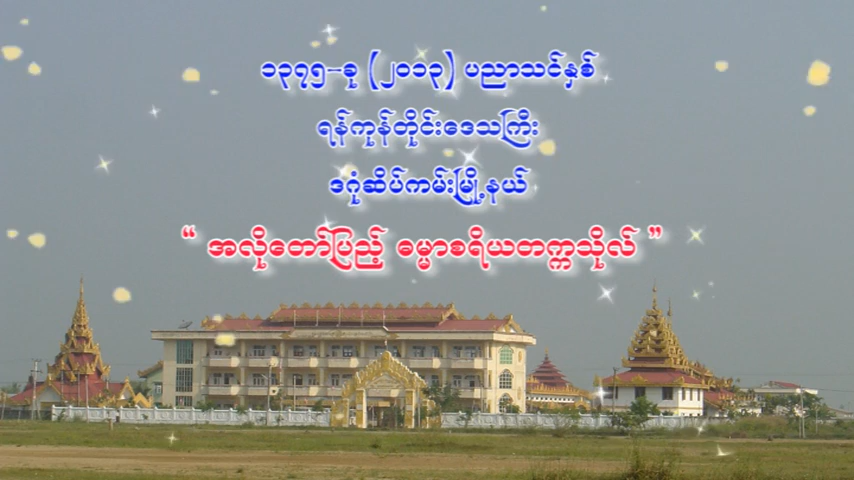 ၁၃၇၅-ခု (၂၀၁၃) ပညာသင်နှစ်
ရန်ကုန်တိုင်းဒေသကြီး
ဒဂုံဆိပ်ကမ်းမြို့နယ်
“ အလိုတော်ပြည့် ဓမ္မာစရိယတက္ကသိုလ် ”